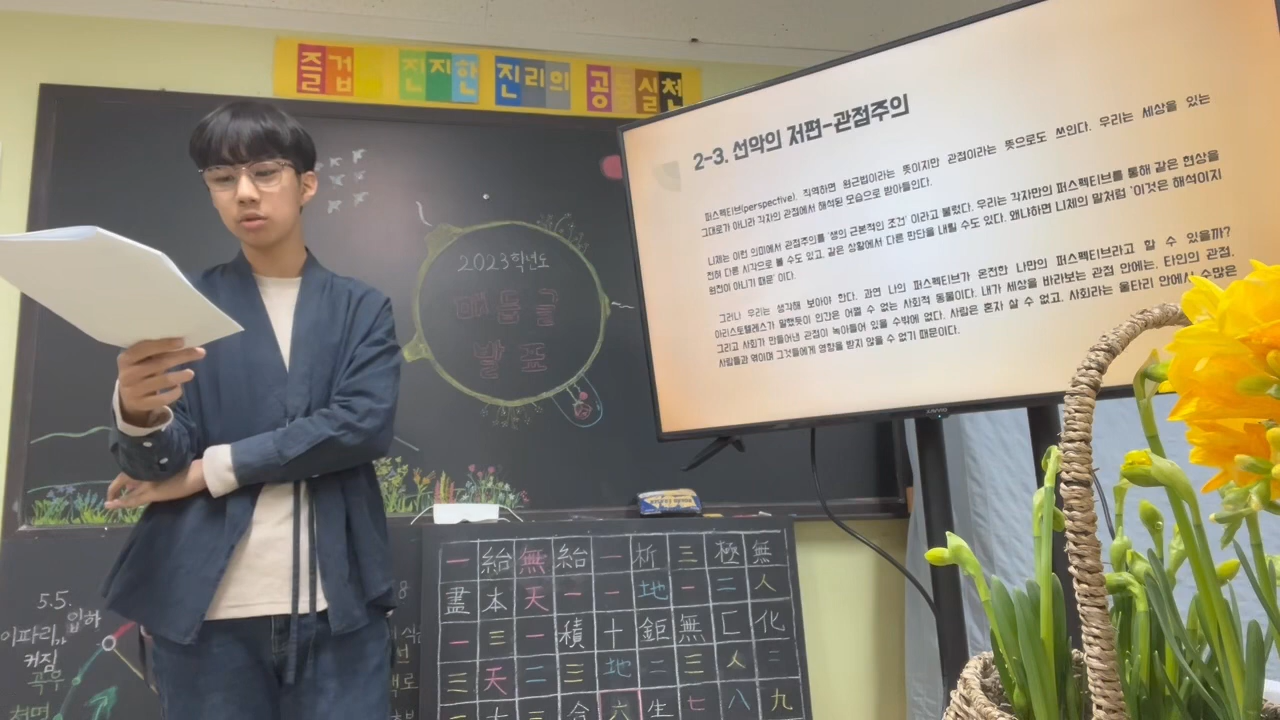 즐겁 진지한 진리의 공동실천
2-3. 선악의 저편-관점주의
퍼스펙티브(perspective). 직역하면 원근법이라는 뜻이지만 관점이라는 뜻으로도 쓰인다. 우리는 세상을 있는
그대로가 아니라 각자의 관점에서 해석된 모습으로 받아들인다.
니체는 이런 의미에서 관점주의를 '생의 근본적인 조건' 이라고 불렀다. 우리는 각자만의 퍼스펙티브를 통해 같은 현상을
전혀 다른 시각으로 볼 수도 있고, 같은 상황에서 다른 판단을 내릴 수도 있다. 왜냐하면 니체의 말처럼 '이것은 해석이지
원전이 아니기 때문' 이다.
그러나 우리는 생각해 보아야 한다. 과연 나의 퍼스펙티브가 온전한 나만의 퍼스펙티브라고 할 수 있을까?
아리스토텔레스가 말했듯이 인간은 어쩔 수 없는 사회적 동물이다. 내가 세상을 바라보는 관점 안에는, 타인의 관점,
그리고 사회가 만들어낸 관점이 녹아들어 있을 수밖에 없다. 사람은 혼자 살 수 없고, 사회라는 울타리 안에서 수많은
사람들과 엮이며 그것들에게 영향을 받지 않을 수 없기 때문이다.
2023학년도
배움글
발표
一 始 無 始 一 析 三 極 無
盡 本 天 一 一 地 一 二 人
一 三 一 積 十 鉅 無 匚 化
三 天 二 三 地 二 三 人 二
三 大 三 合 六 生 七 八 九
5.5.
입하
이파리
커짐